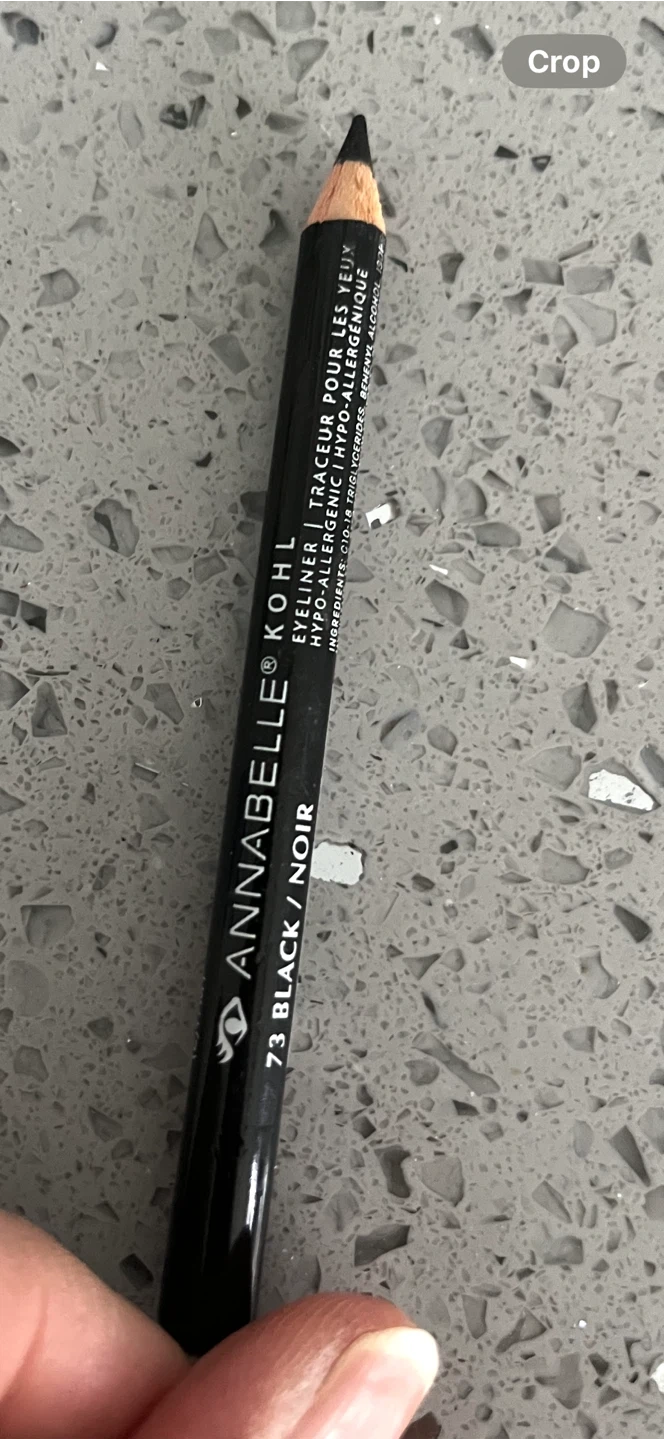 Crop
ANNABELLE® KOHL
EYELINER | TRACEUR POUR LES YEUX
HYPO-ALLERGENIC | HYPO-ALLERGÉNIQUE
INGREDIENTS: C10-18 TRIGLYCERIDES, BEHENYL ALCOHOL,
73 BLACK / NOIR